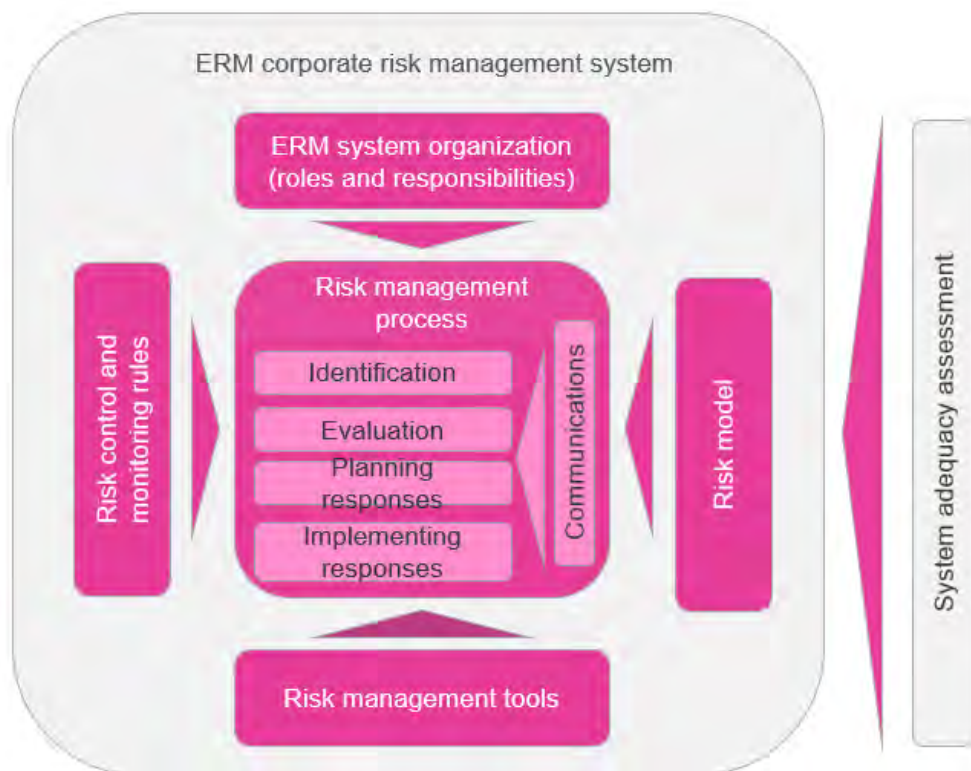 ERM corporate risk management system
ERM system organization
(roles and responsibilities)
Risk control and
monitoring rules
Risk management
process
Identification
Evaluation
Planning
responses
Implementing
responses
Communications
Risk model
Risk management tools
System adequacy assessment